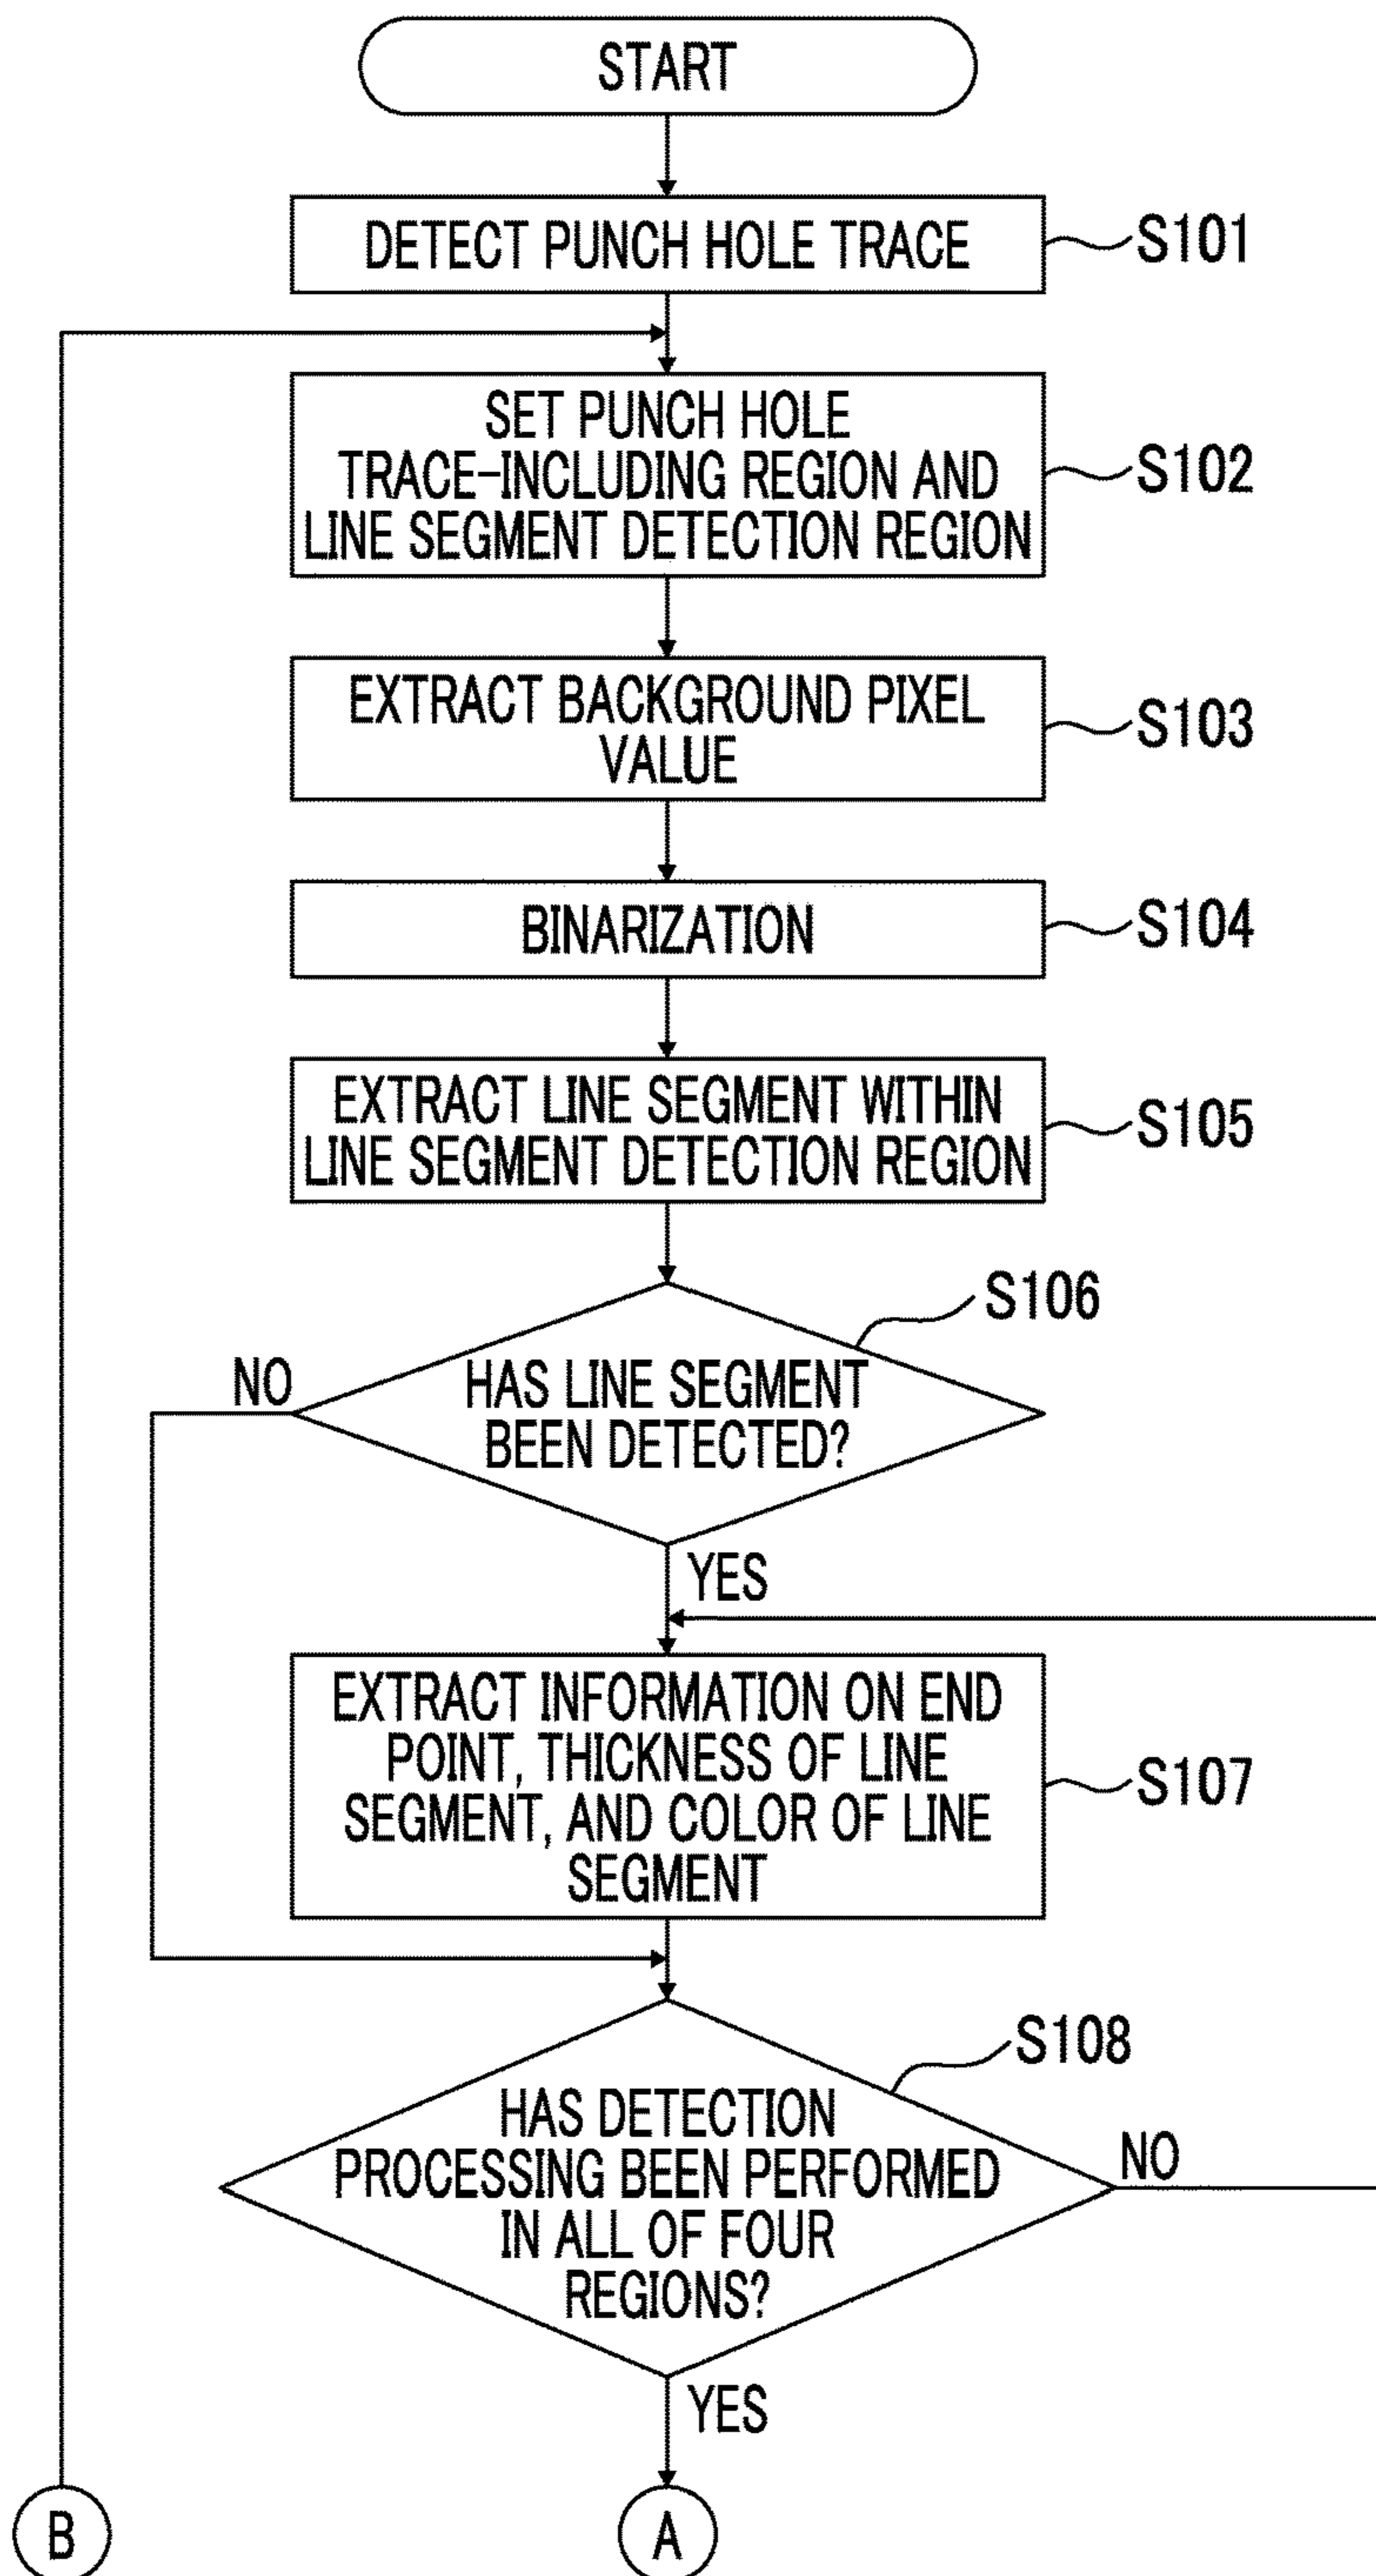 START
DETECT PUNCH HOLE TRACE
S101
SET PUNCH HOLE
TRACE-INCLUDING REGION AND
LINE SEGMENT DETECTION REGION
S102
EXTRACT BACKGROUND PIXEL
VALUE
S103
BINARIZATION
S104
EXTRACT LINE SEGMENT WITHIN
LINE SEGMENT DETECTION REGION
S105
S106
NO
HAS LINE SEGMENT
BEEN DETECTED?
YES
EXTRACT INFORMATION ON END
POINT, THICKNESS OF LINE
SEGMENT, AND COLOR OF LINE
SEGMENT
S107
S108
HAS DETECTION
PROCESSING BEEN PERFORMED
IN ALL OF FOUR
REGIONS?
NO
YES
B
A